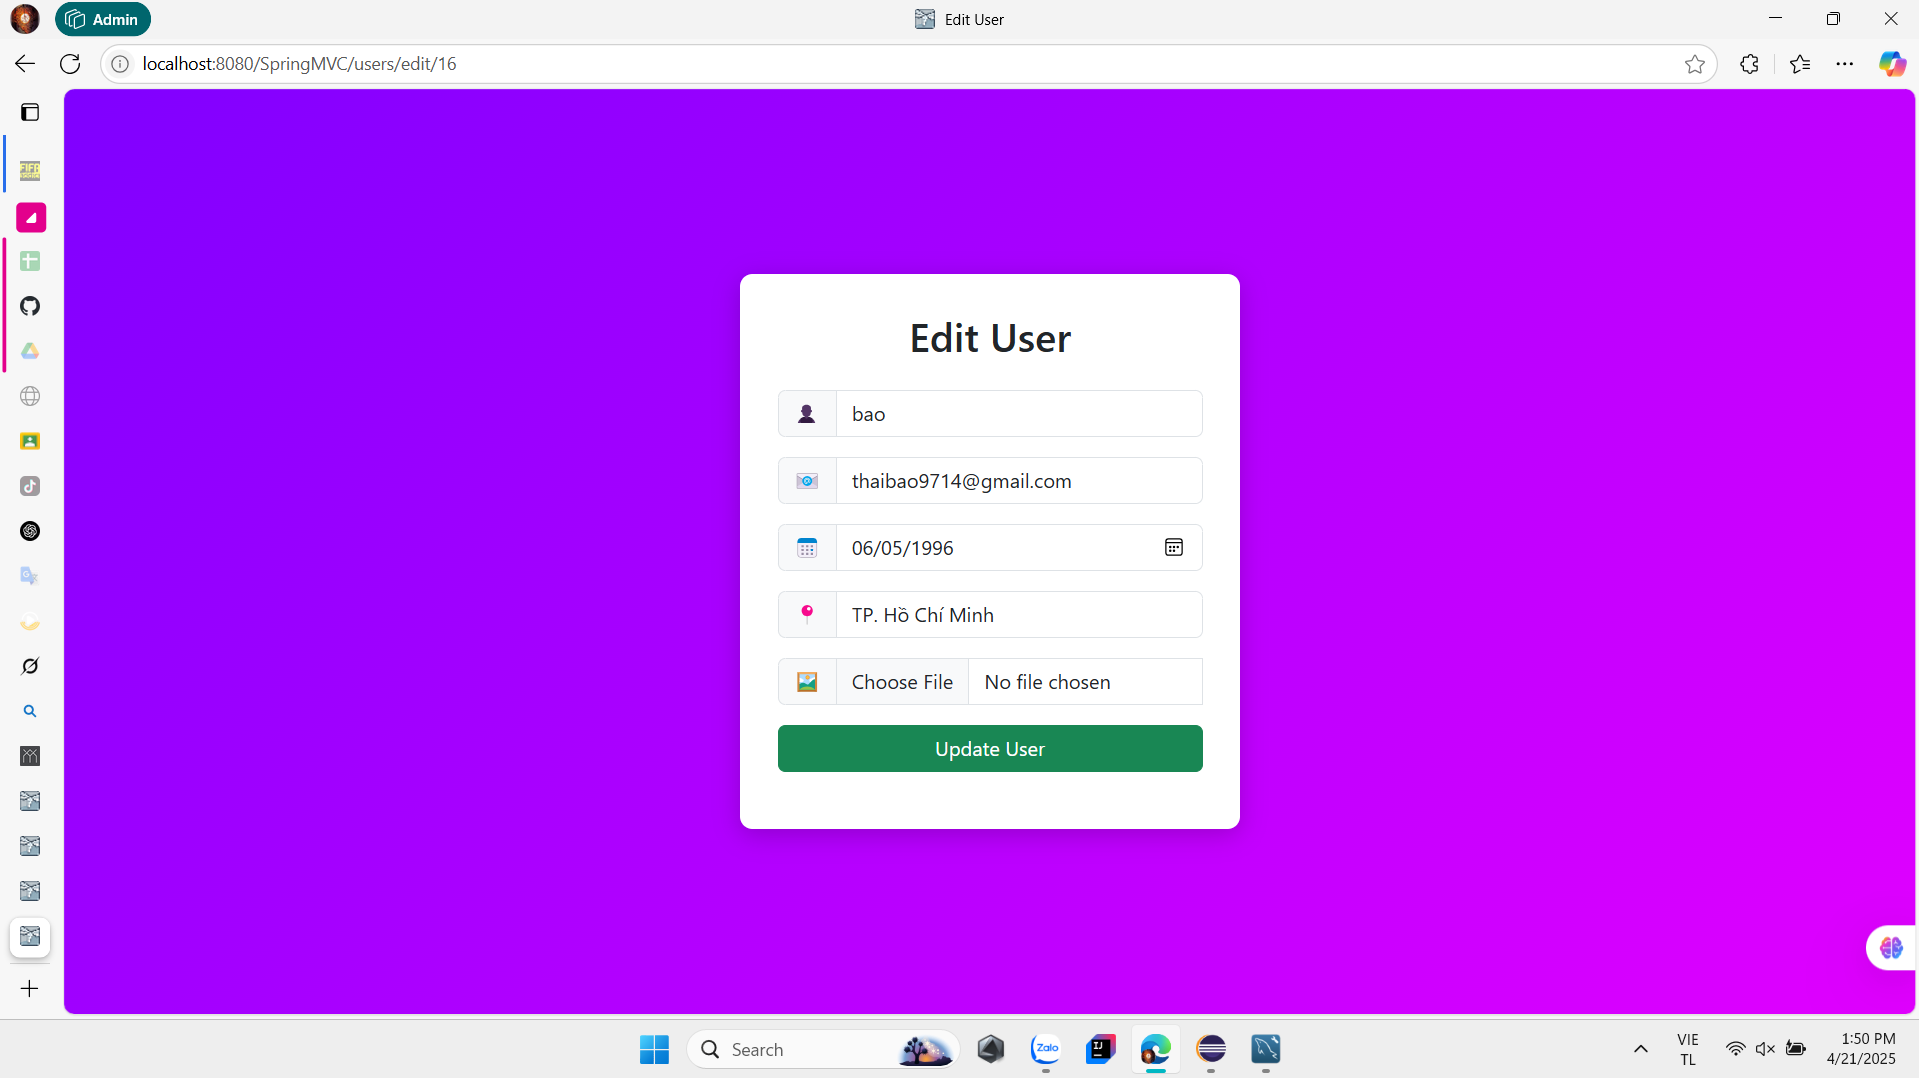 Admin
Edit User
localhost:8080/SpringMVC/users/edit/16
Edit User
bao
thaibao9714@gmail.com
06/05/1996
TP. Hồ Chí Minh
Choose File No file chosen
Update User
Search
Zalo
IJ
VIE
TL
1:50 PM
4/21/2025